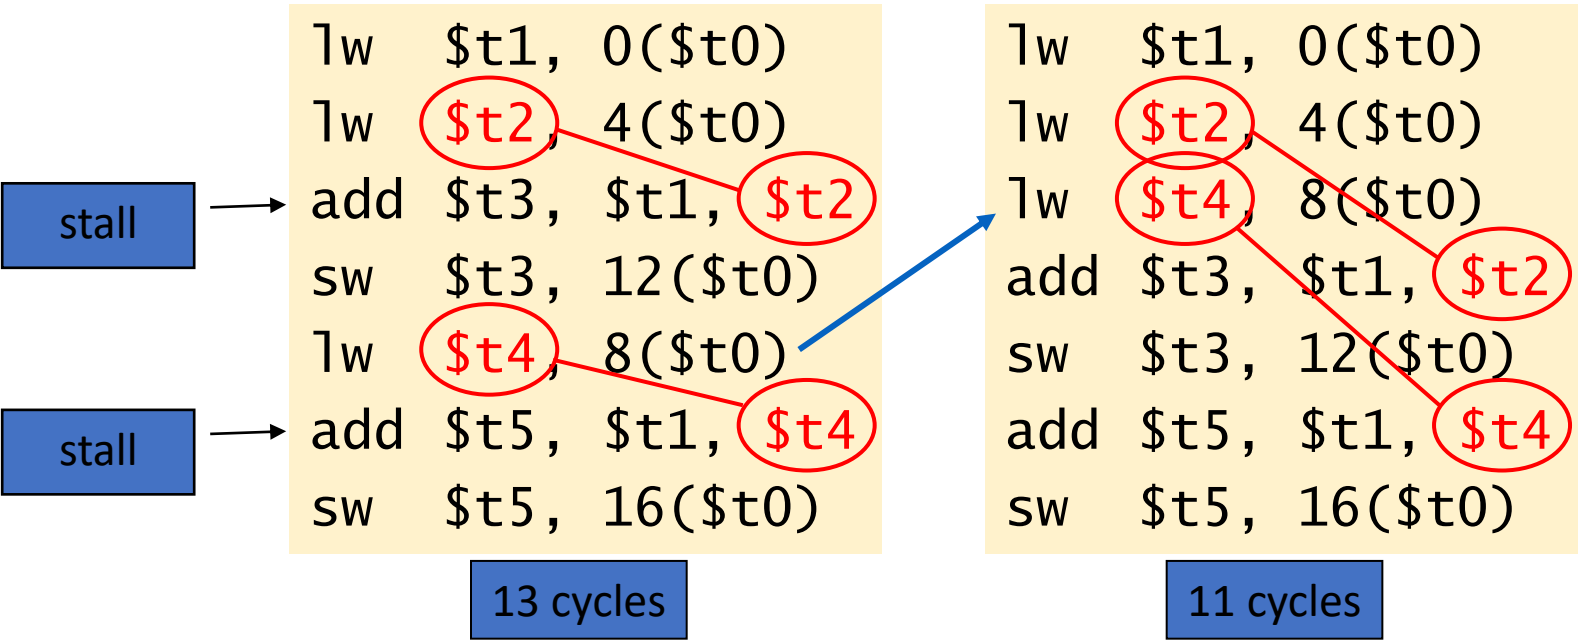 lw $t1, 0($t0)
lw $t2, 4($t0)
add $t3, $t1, $t2
sw $t3, 12($t0)
lw $t4, 8($t0)
add $t5, $t1, $t4
sw $t5, 16($t0)
stall
stall
13 cycles
lw $t1, 0($t0)
lw $t2, 4($t0)
lw $t4, 8($t0)
add $t3, $t1, $t2
sw $t3, 12($t0)
add $t5, $t1, $t4
sw $t5, 16($t0)
11 cycles